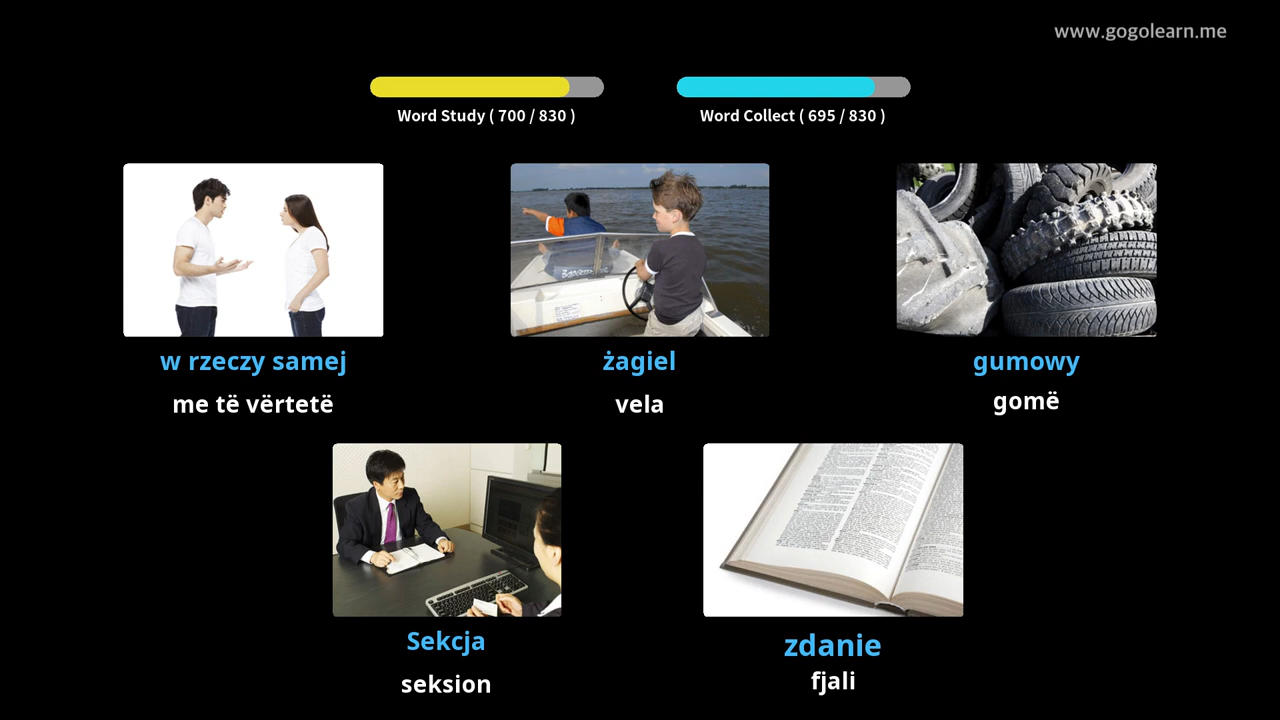 www.gogolearn.me
Word Study ( 700 / 830 )
Word Collect ( 695 / 830 )
w rzeczy samej
me të vërtetë
żagiel
vela
gumowy
gomë
Sekcja
seksion
zdanie
fjali